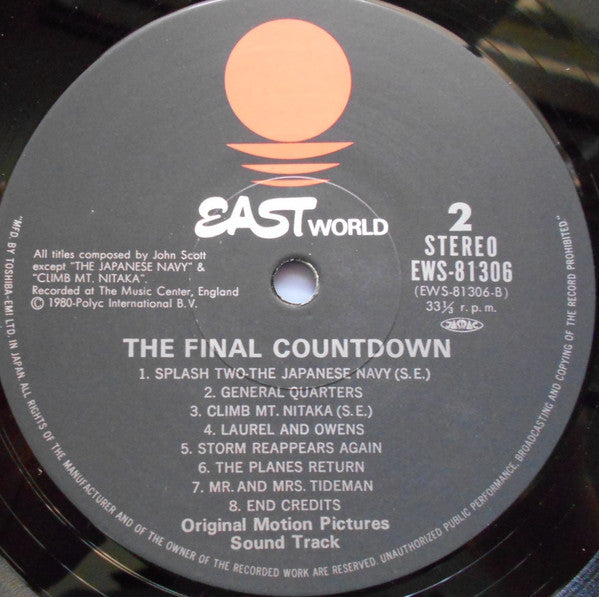 EAST WORLD
2
STEREO
EWS-81306
(EWS-81306-B)
33⅓ r.p.m.
JASRAC
All titles composed by John Scott
except "THE JAPANESE NAVY" &
"CLIMB MT. NITAKA".
Recorded at The Music Center, England
Ⓒ 1980-Polyc International B.V.
THE FINAL COUNTDOWN
1. SPLASH TWO-THE JAPANESE NAVY (S.E.)
2. GENERAL QUARTERS
3. CLIMB MT. NITAKA (S.E.)
4. LAUREL AND OWENS
5. STORM REAPPEARS AGAIN
6. THE PLANES RETURN
7. MR. AND MRS. TIDEMAN
8. END CREDITS
Original Motion Pictures
Sound Track
"MFD. BY TOSHIBA-EMI LTD. IN JAPAN ALL RIGHTS OF THE MANUFACTURER AND OF THE OWNER OF THE RECORDED WORK ARE RESERVED. UNAUTHORIZED PUBLIC PERFORMANCE, BROADCASTING AND COPYING OF THE RECORD PROHIBITED"